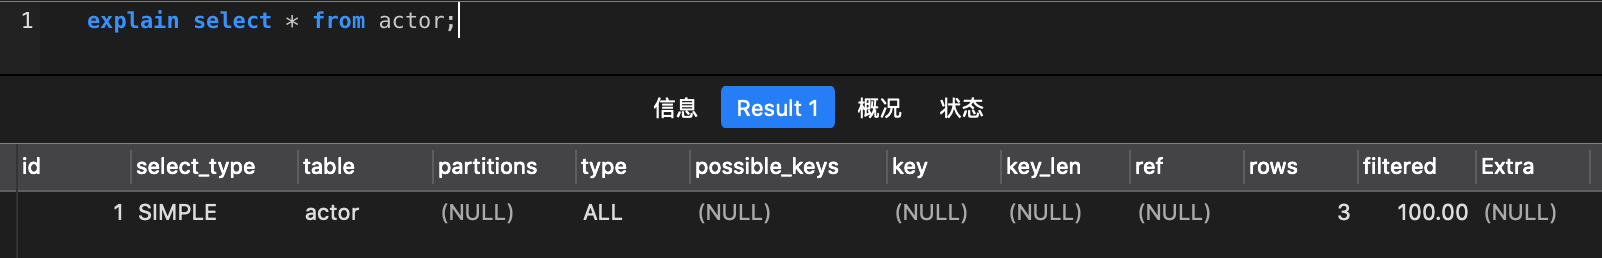 1 explain select * from actor;
信息 Result 1 概况 状态
id select_type table partitions type possible_keys key key_len ref rows filtered Extra
1 SIMPLE actor (NULL) ALL (NULL) (NULL) (NULL) (NULL) 3 100.00 (NULL)